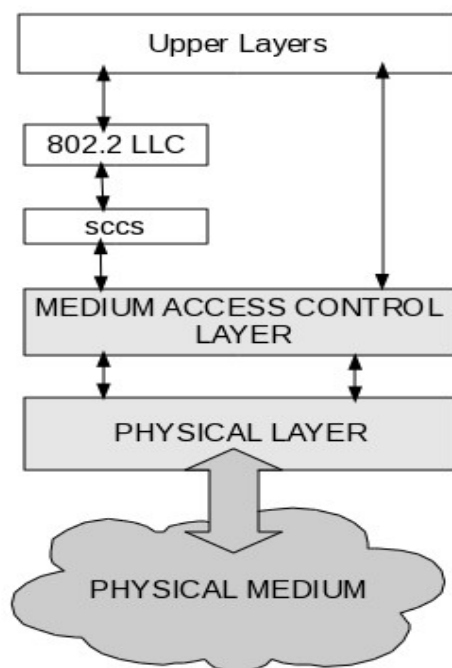 Upper Layers
802.2 LLC
sccs
MEDIUM ACCESS CONTROL
LAYER
PHYSICAL LAYER
PHYSICAL MEDIUM